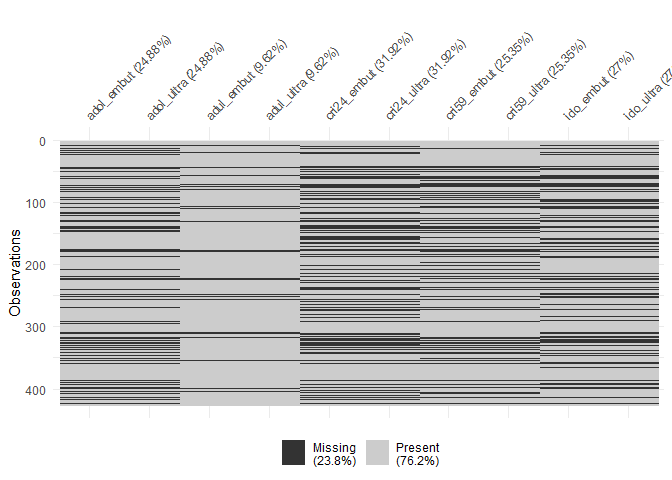 adol_embut (24.88%)
adol_ultra (24.88%)
adul_embut (9.62%)
adul_ultra (9.62%)
cri24_embut (31.92%)
cri24_ultra (31.92%)
cri59_embut (25.35%)
cri59_ultra (25.35%)
ido_embut (27%)
ido_ultra (27
0
100
200
300
400
Observations
Missing
(23.8%)
Present
(76.2%)